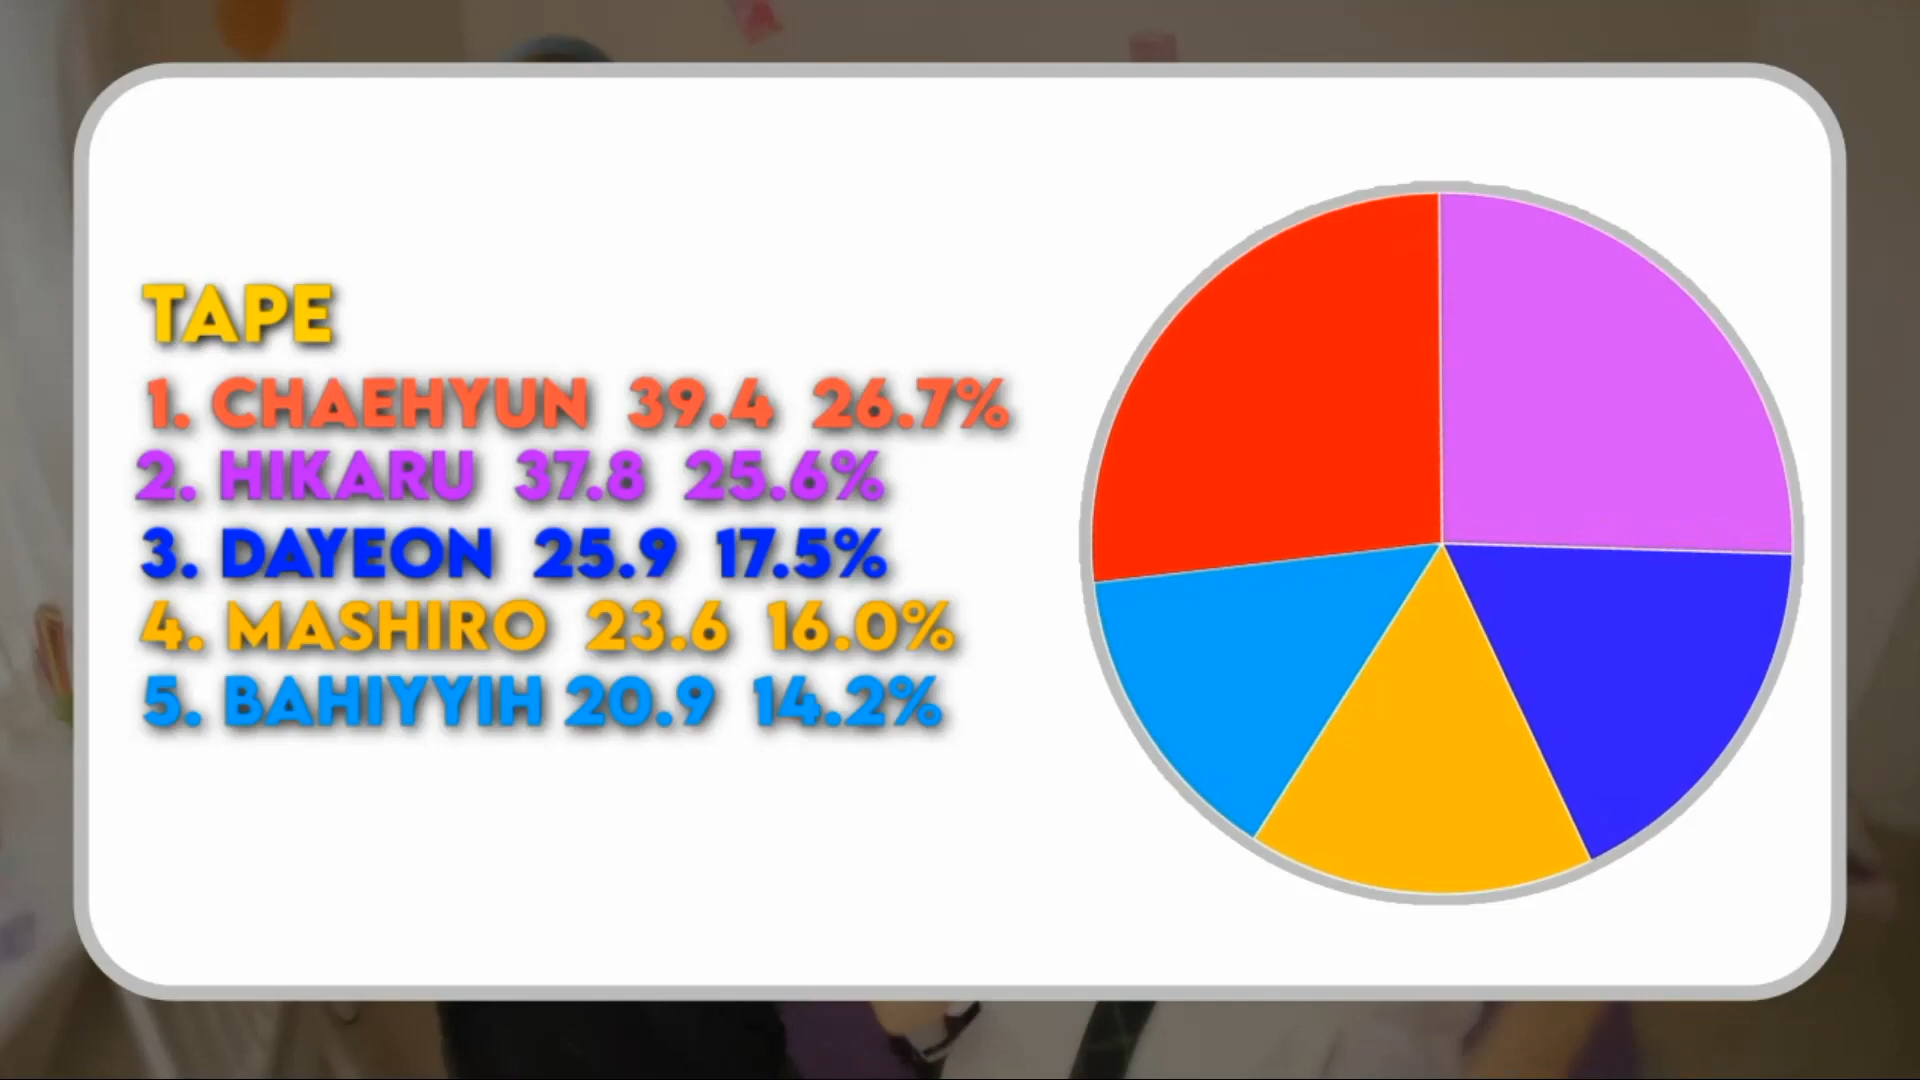 TAPE
1. CHAEHYUN 39.4 26.7%
2. HIKARU 37.8 25.6%
3. DAYEON 25.9 17.5%
4. MASHIRO 23.6 16.0%
5. BAHIYYIH 20.9 14.2%